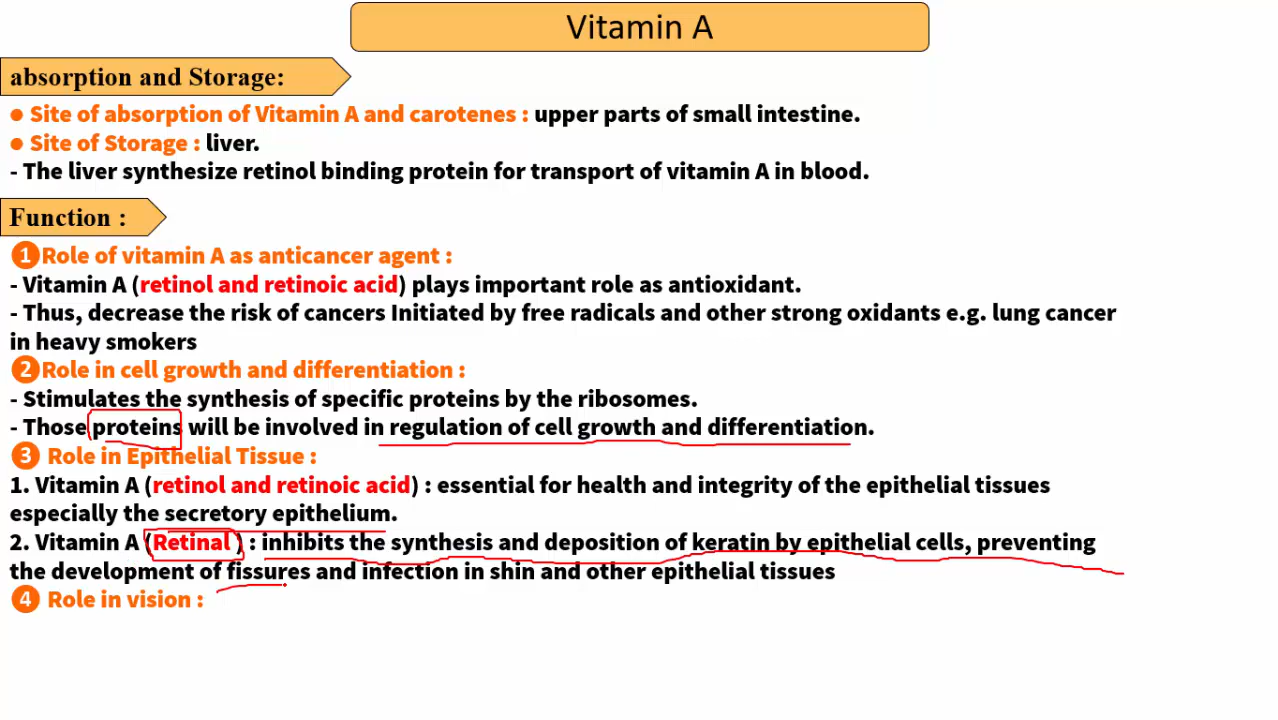 Vitamin A
absorption and Storage:
● Site of absorption of Vitamin A and carotenes : upper parts of small intestine.
● Site of Storage : liver.
- The liver synthesize retinol binding protein for transport of vitamin A in blood.
Function :
❶Role of vitamin A as anticancer agent :
- Vitamin A (retinol and retinoic acid) plays important role as antioxidant.
- Thus, decrease the risk of cancers Initiated by free radicals and other strong oxidants e.g. lung cancer
in heavy smokers
❷Role in cell growth and differentiation :
- Stimulates the synthesis of specific proteins by the ribosomes.
- Those proteins will be involved in regulation of cell growth and differentiation.
❸ Role in Epithelial Tissue :
1. Vitamin A (retinol and retinoic acid) : essential for health and integrity of the epithelial tissues
especially the secretory epithelium.
2. Vitamin A (Retinal ) : inhibits the synthesis and deposition of keratin by epithelial cells, preventing
the development of fissures and infection in shin and other epithelial tissues
❹ Role in vision :